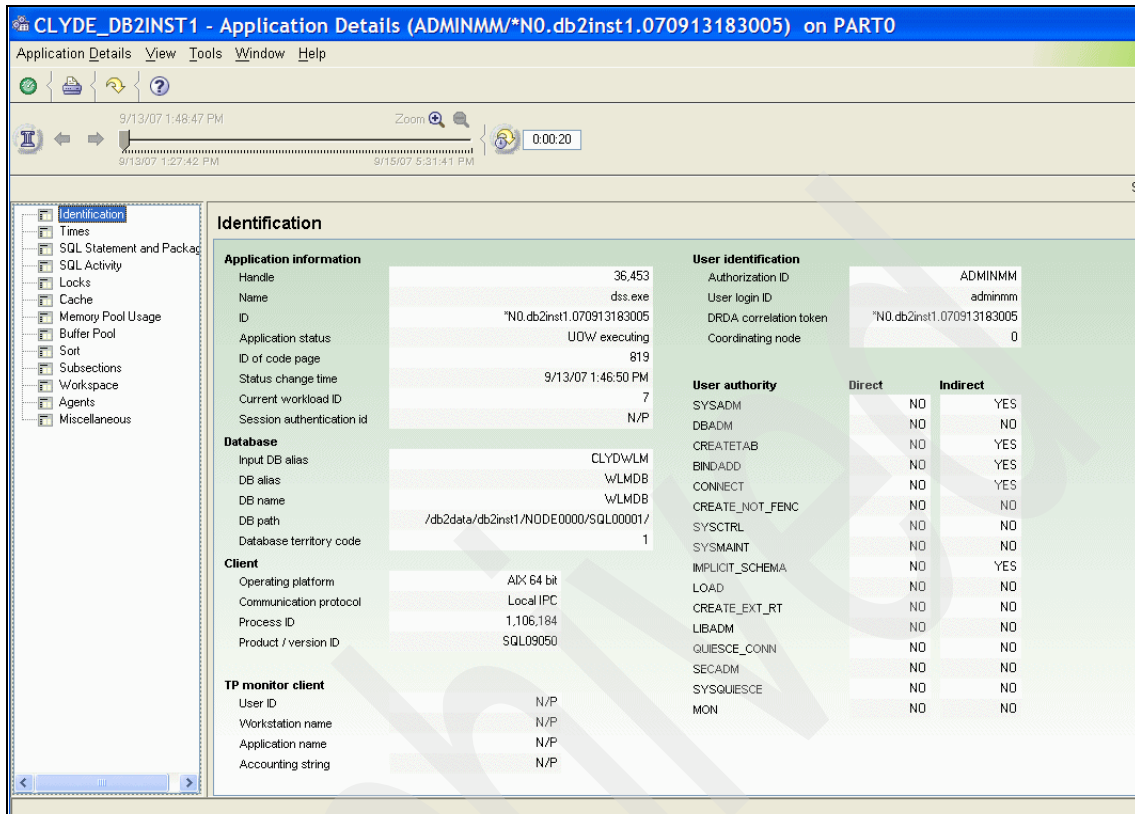 CLYDE_DB2INST1 - Application Details (ADMINMM/*N0.db2inst1.070913183005) on PART0
Application Details View Tools Window Help
9/13/07 1:48:47 PM Zoom
0:00:20
9/13/07 1:27:42 PM 9/15/07 5:31:41 PM
S
Identification
Times
SQL Statement and Packag
SQL Activity
Locks
Cache
Memory Pool Usage
Buffer Pool
Sort
Subsections
Workspace
Agents
Miscellaneous
Identification
Application information
Handle 36,453
Name dss.exe
ID *N0.db2inst1.070913183005
Application status UOW executing
ID of code page 819
Status change time 9/13/07 1:46:50 PM
Current workload ID 7
Session authentication id N/P
Database
Input DB alias CLYDWLM
DB alias WLMDB
DB name WLMDB
DB path /db2data/db2inst1/NODE0000/SQL00001/
Database territory code 1
Client
Operating platform AIX 64 bit
Communication protocol Local IPC
Process ID 1,106,184
Product / version ID SQL09050
TP monitor client
User ID N/P
Workstation name N/P
Application name N/P
Accounting string N/P
User identification
Authorization ID ADMINMM
User login ID adminmm
DRDA correlation token *N0.db2inst1.070913183005
Coordinating node 0
User authority Direct Indirect
SYSADM NO YES
DBADM NO NO
CREATETAB NO YES
BINDADD NO YES
CONNECT NO YES
CREATE_NOT_FENC NO NO
SYSCTRL NO NO
SYSMAINT NO NO
IMPLICIT_SCHEMA NO YES
LOAD NO NO
CREATE_EXT_RT NO NO
LIBADM NO NO
QUIESCE_CONN NO NO
SECADM NO NO
SYSQUIESCE NO NO
MON NO NO